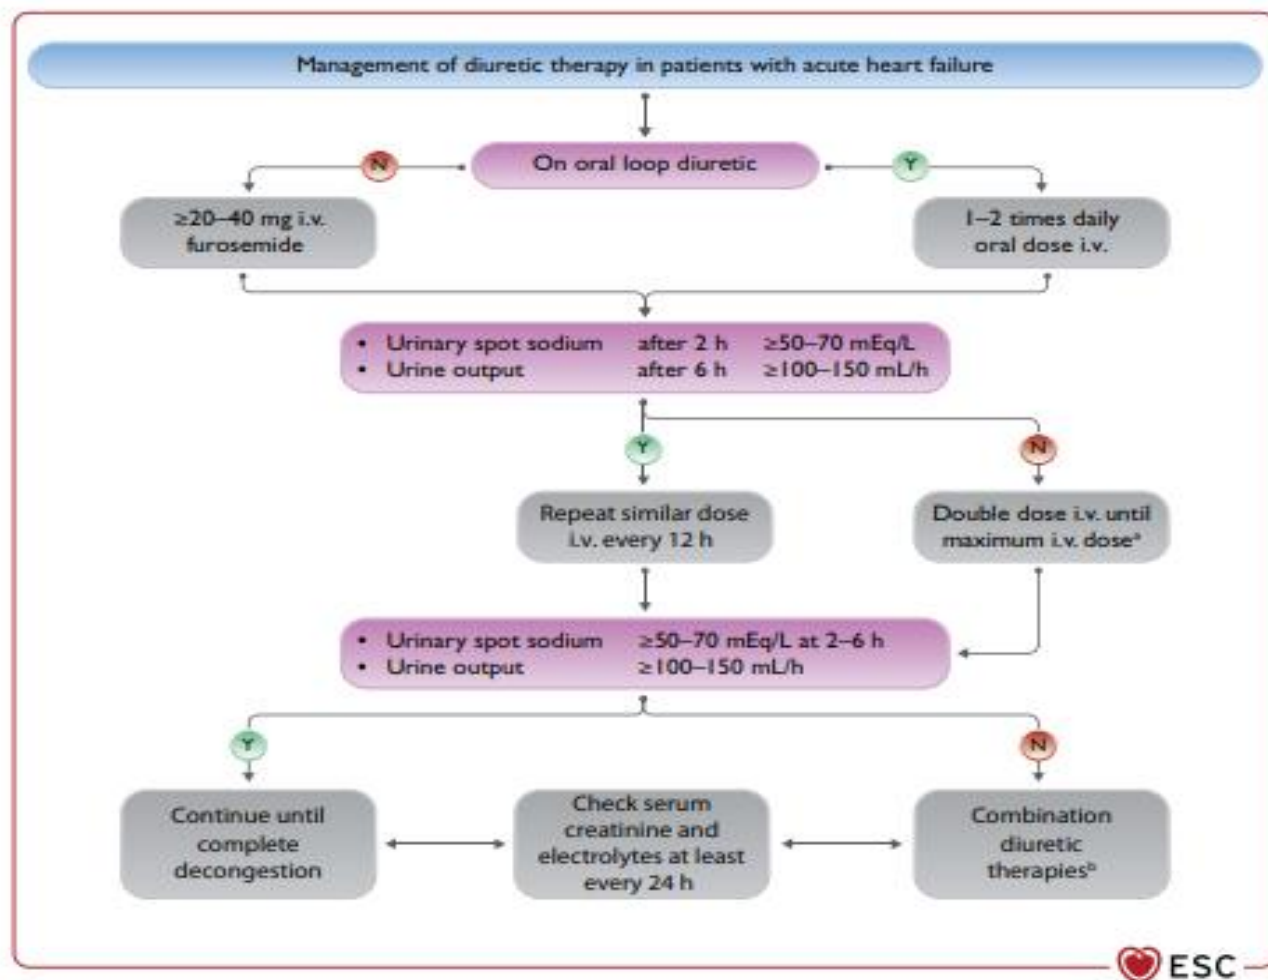 Management of diuretic therapy in patients with acute heart failure
N
On oral loop diuretic
Y
≥20–40 mg i.v.
furosemide
1–2 times daily
oral dose i.v.
• Urinary spot sodium after 2 h ≥50–70 mEq/L
• Urine output after 6 h ≥100–150 mL/h
Y
N
Repeat similar dose
i.v. every 12 h
Double dose i.v. until
maximum i.v. doseᵃ
• Urinary spot sodium ≥50–70 mEq/L at 2–6 h
• Urine output ≥100–150 mL/h
Y
N
Continue until
complete
decongestion
Check serum
creatinine and
electrolytes at least
every 24 h
Combination
diuretic
therapiesᵇ
ESC